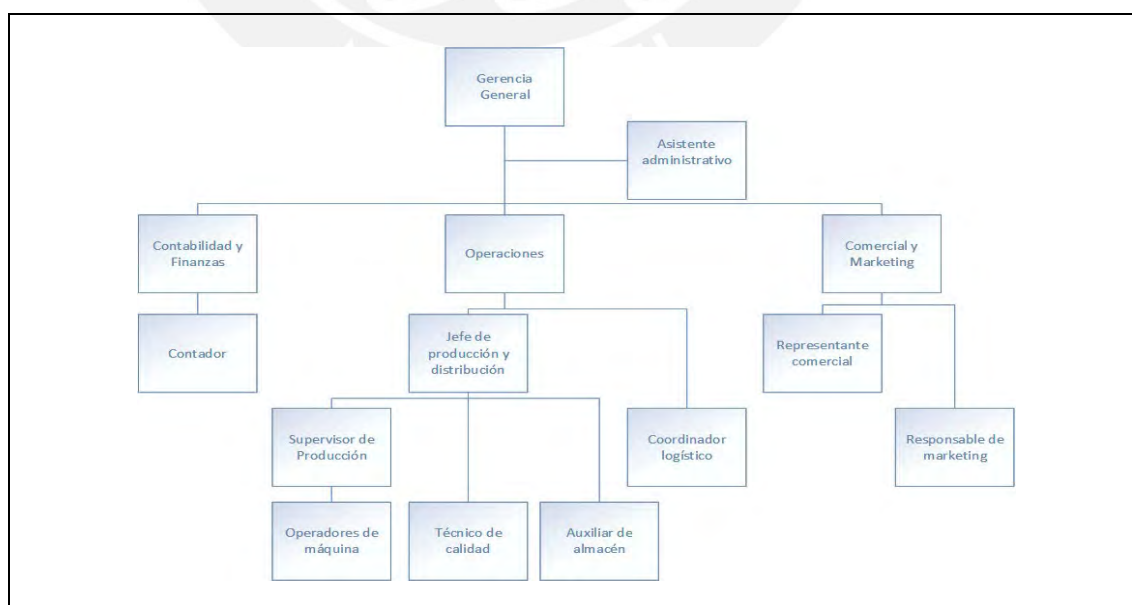 Gerencia
General
Asistente
administrativo
Contabilidad y
Finanzas
Operaciones
Comercial y
Marketing
Contador
Jefe de
producción y
distribución
Representante
comercial
Supervisor de
Producción
Coordinador
logístico
Responsable de
marketing
Operadores de
máquina
Técnico de
calidad
Auxiliar de
almacén